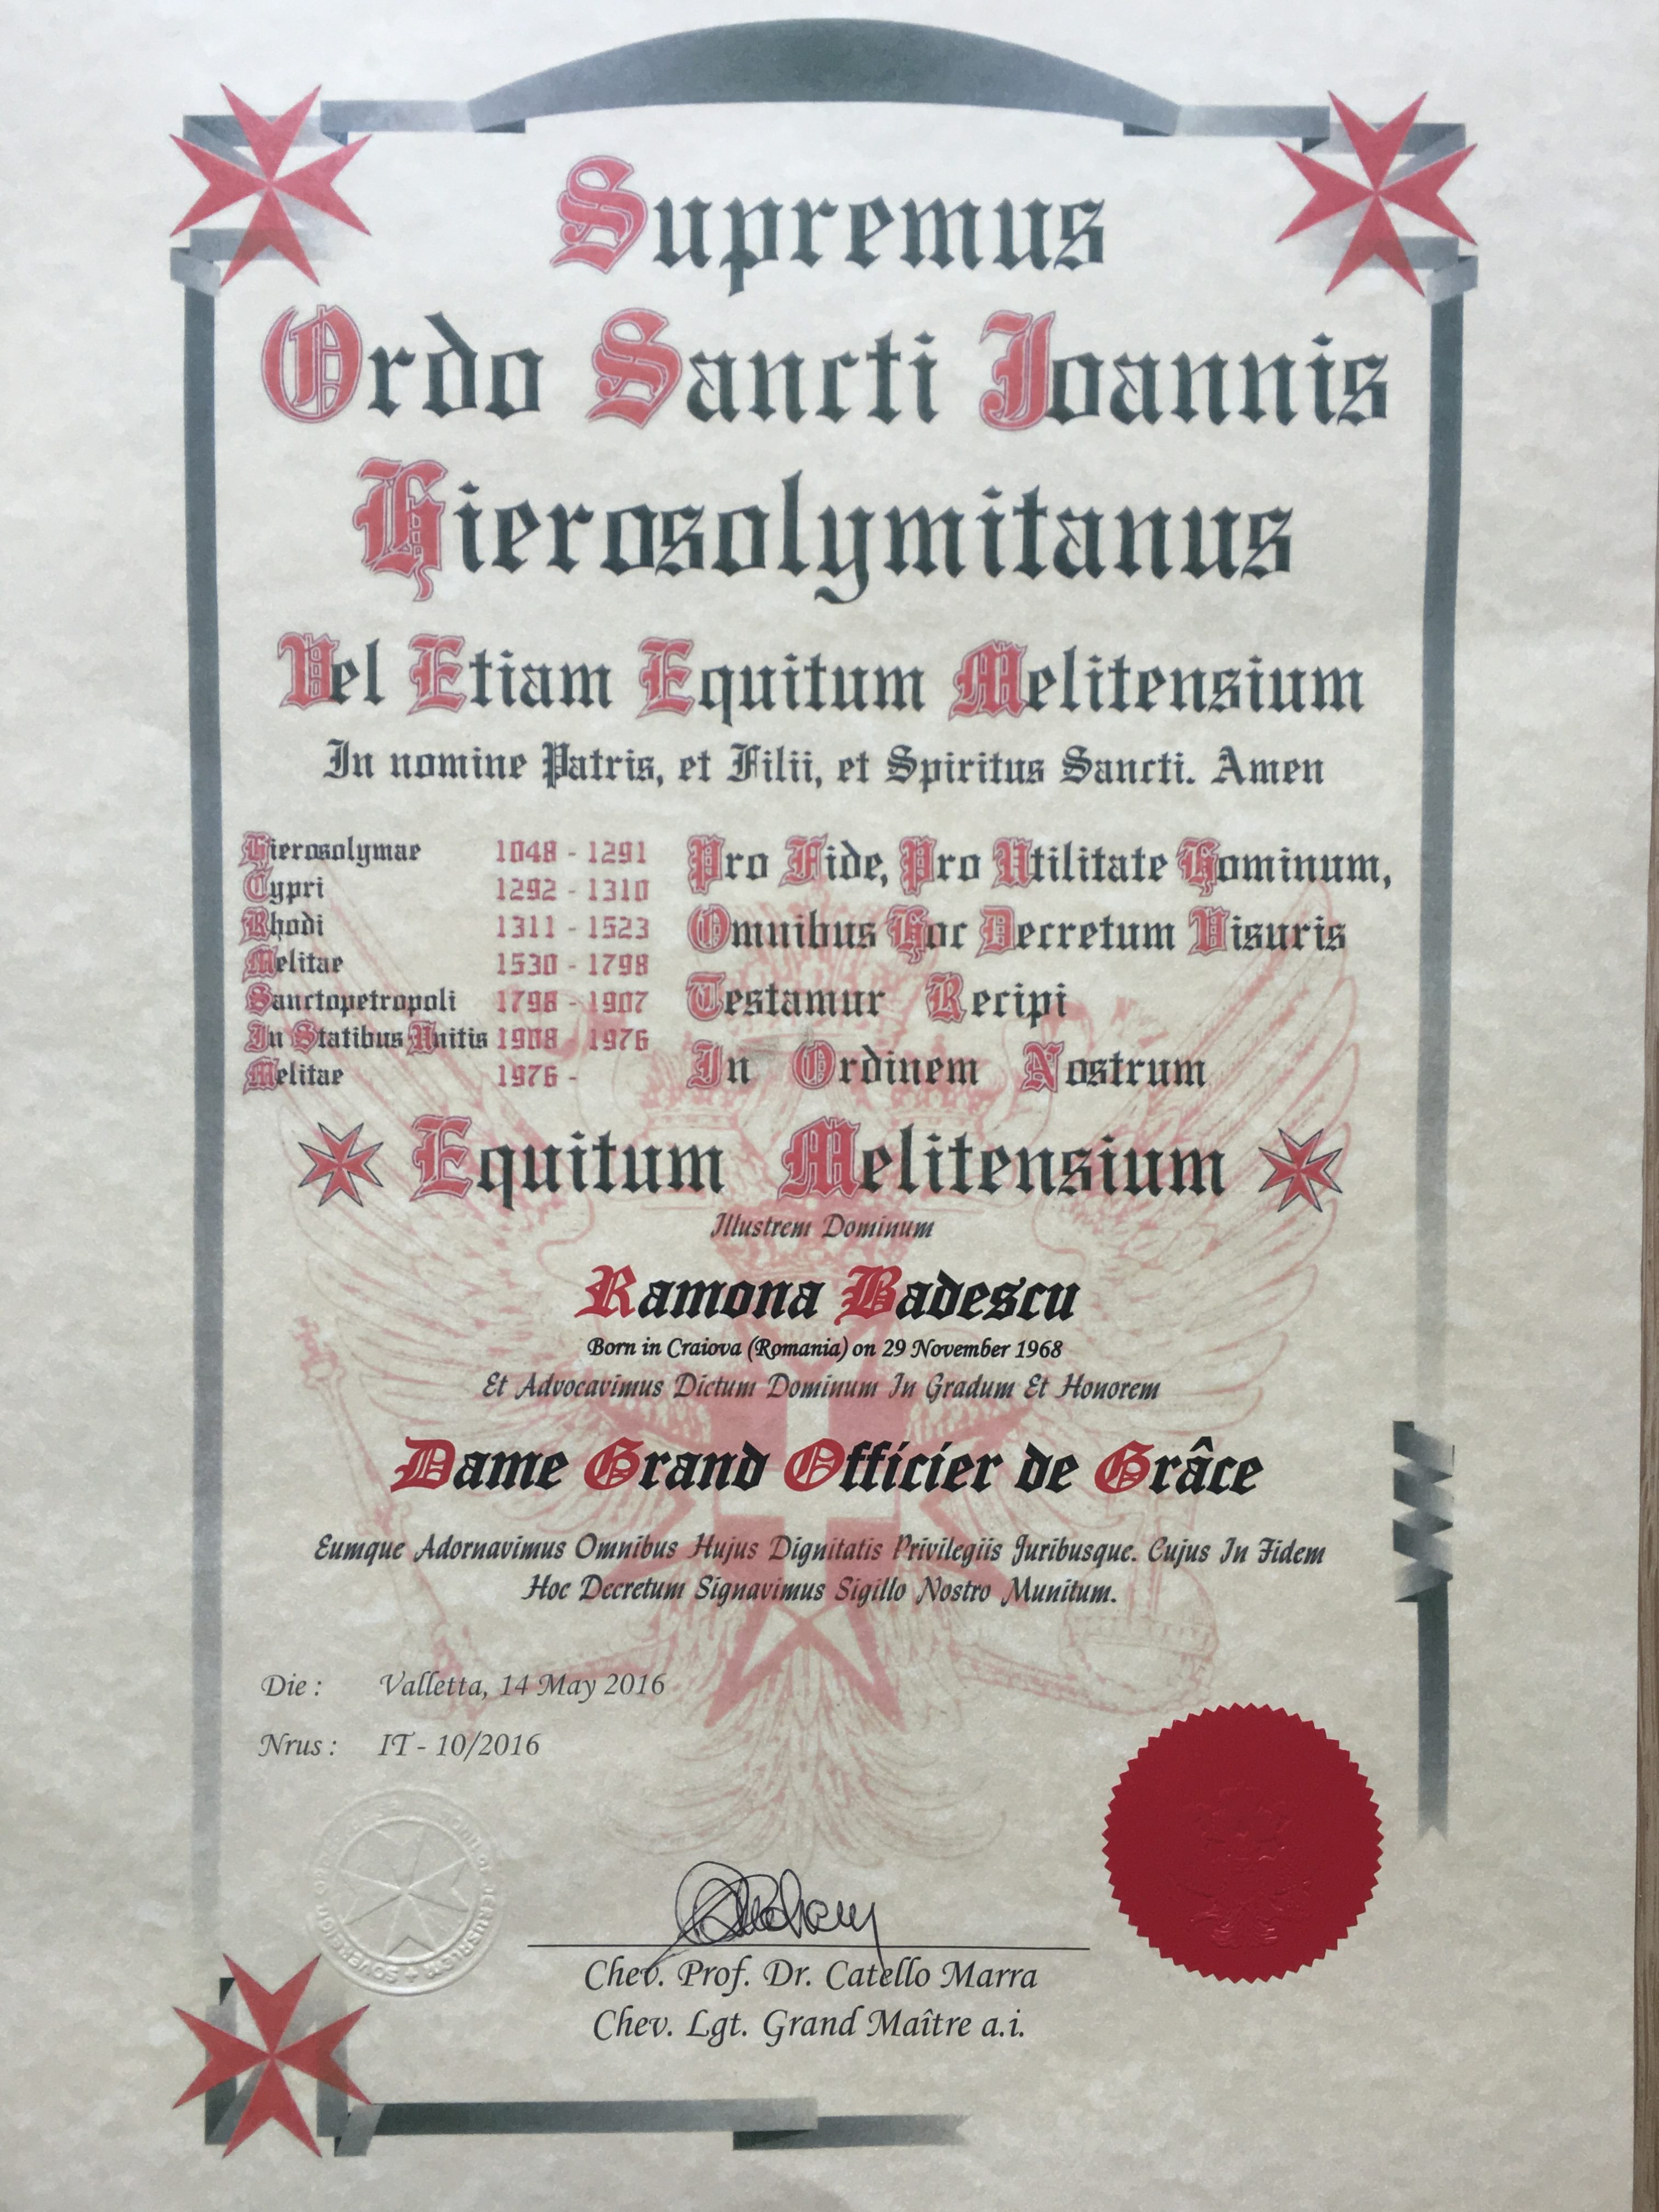 Supremus
Ordo Sancti Ioannis
Hierosolymitanus
Vel Etiam Equitum Melitensium
In nomine Patris, et Filii, et Spiritus Sancti. Amen
Hierosolymae 1048 - 1291
Cypri 1292 - 1310
Rhodi 1311 - 1523
Melitae 1530 - 1798
Sanctopetropoli 1798 - 1907
In Statibus Unitis 1908 - 1976
Melitae 1976 -
Pro Fide, Pro Utilitate Hominum,
Omnibus Hoc Decretum Visuris
Testamur Recipi
In Ordinem Nostrum
Equitum Melitensium
Illustrem Dominum
Ramona Badescu
Born in Craiova (Romania) on 29 November 1968
Et Advocavimus Dictum Dominum In Gradum Et Honorem
Dame Grand Officier de Grâce
Eumque Adornavimus Omnibus Hujus Dignitatis Privilegiis Juribusque. Cujus In Fidem
Hoc Decretum Signavimus Sigillo Nostro Munitum.
Die : Valletta, 14 May 2016
Nrus : IT - 10/2016
Chev. Prof. Dr. Catello Marra
Chev. Lgt. Grand Maître a.i.